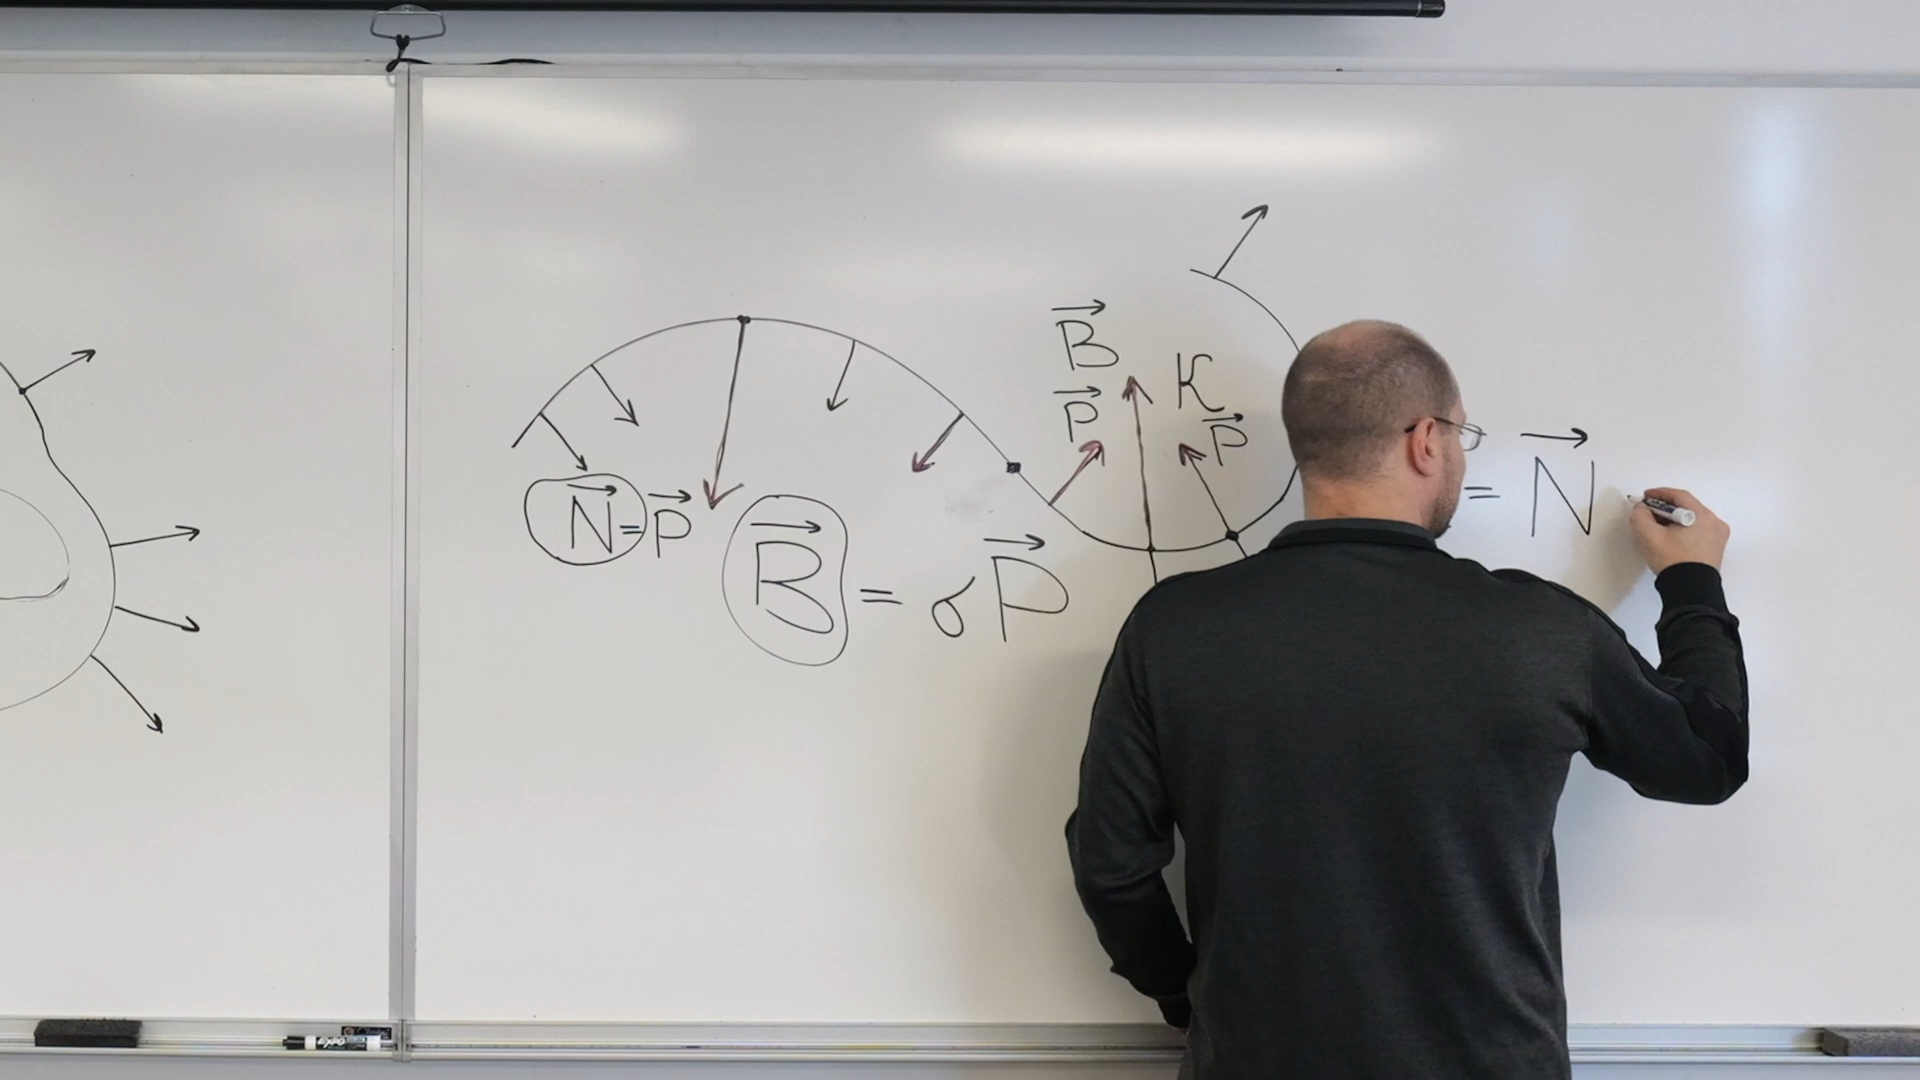 B⃗
P⃗ K
P⃗
N⃗ = P⃗
B⃗ = σP⃗
= N⃗